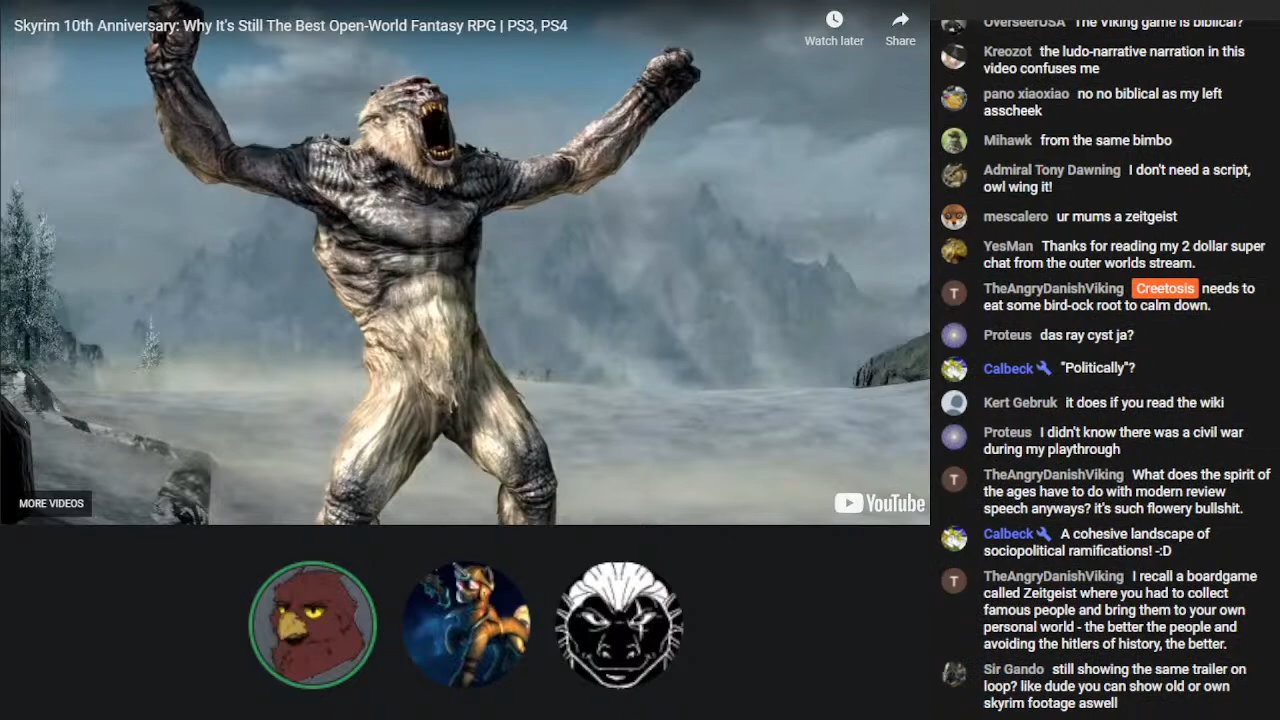 Skyrim 10th Anniversary: Why It's Still The Best Open-World Fantasy RPG | PS3, PS4
Watch later
Share
MORE VIDEOS
YouTube
OverseerUSA The Viking game is biblical?
Kreozot the ludo-narrative narration in this
video confuses me
pano xiaoxiao no no biblical as my left
asscheek
Mihawk from the same bimbo
Admiral Tony Dawning I don't need a script,
owl wing it!
mescalero ur mums a zeitgeist
YesMan Thanks for reading my 2 dollar super
chat from the outer worlds stream.
T
TheAngryDanishViking Creetosis needs to
eat some bird-ock root to calm down.
Proteus das ray cyst ja?
Calbeck "Politically"?
Kert Gebruk it does if you read the wiki
Proteus I didn't know there was a civil war
during my playthrough
T
TheAngryDanishViking What does the spirit of
the ages have to do with modern review
speech anyways? it's such flowery bullshit.
Calbeck A cohesive landscape of
sociopolitical ramifications! -:D
T
TheAngryDanishViking I recall a boardgame
called Zeitgeist where you had to collect
famous people and bring them to your own
personal world - the better the people and
avoiding the hitlers of history, the better.
Sir Gando still showing the same trailer on
loop? like dude you can show old or own
skyrim footage aswell